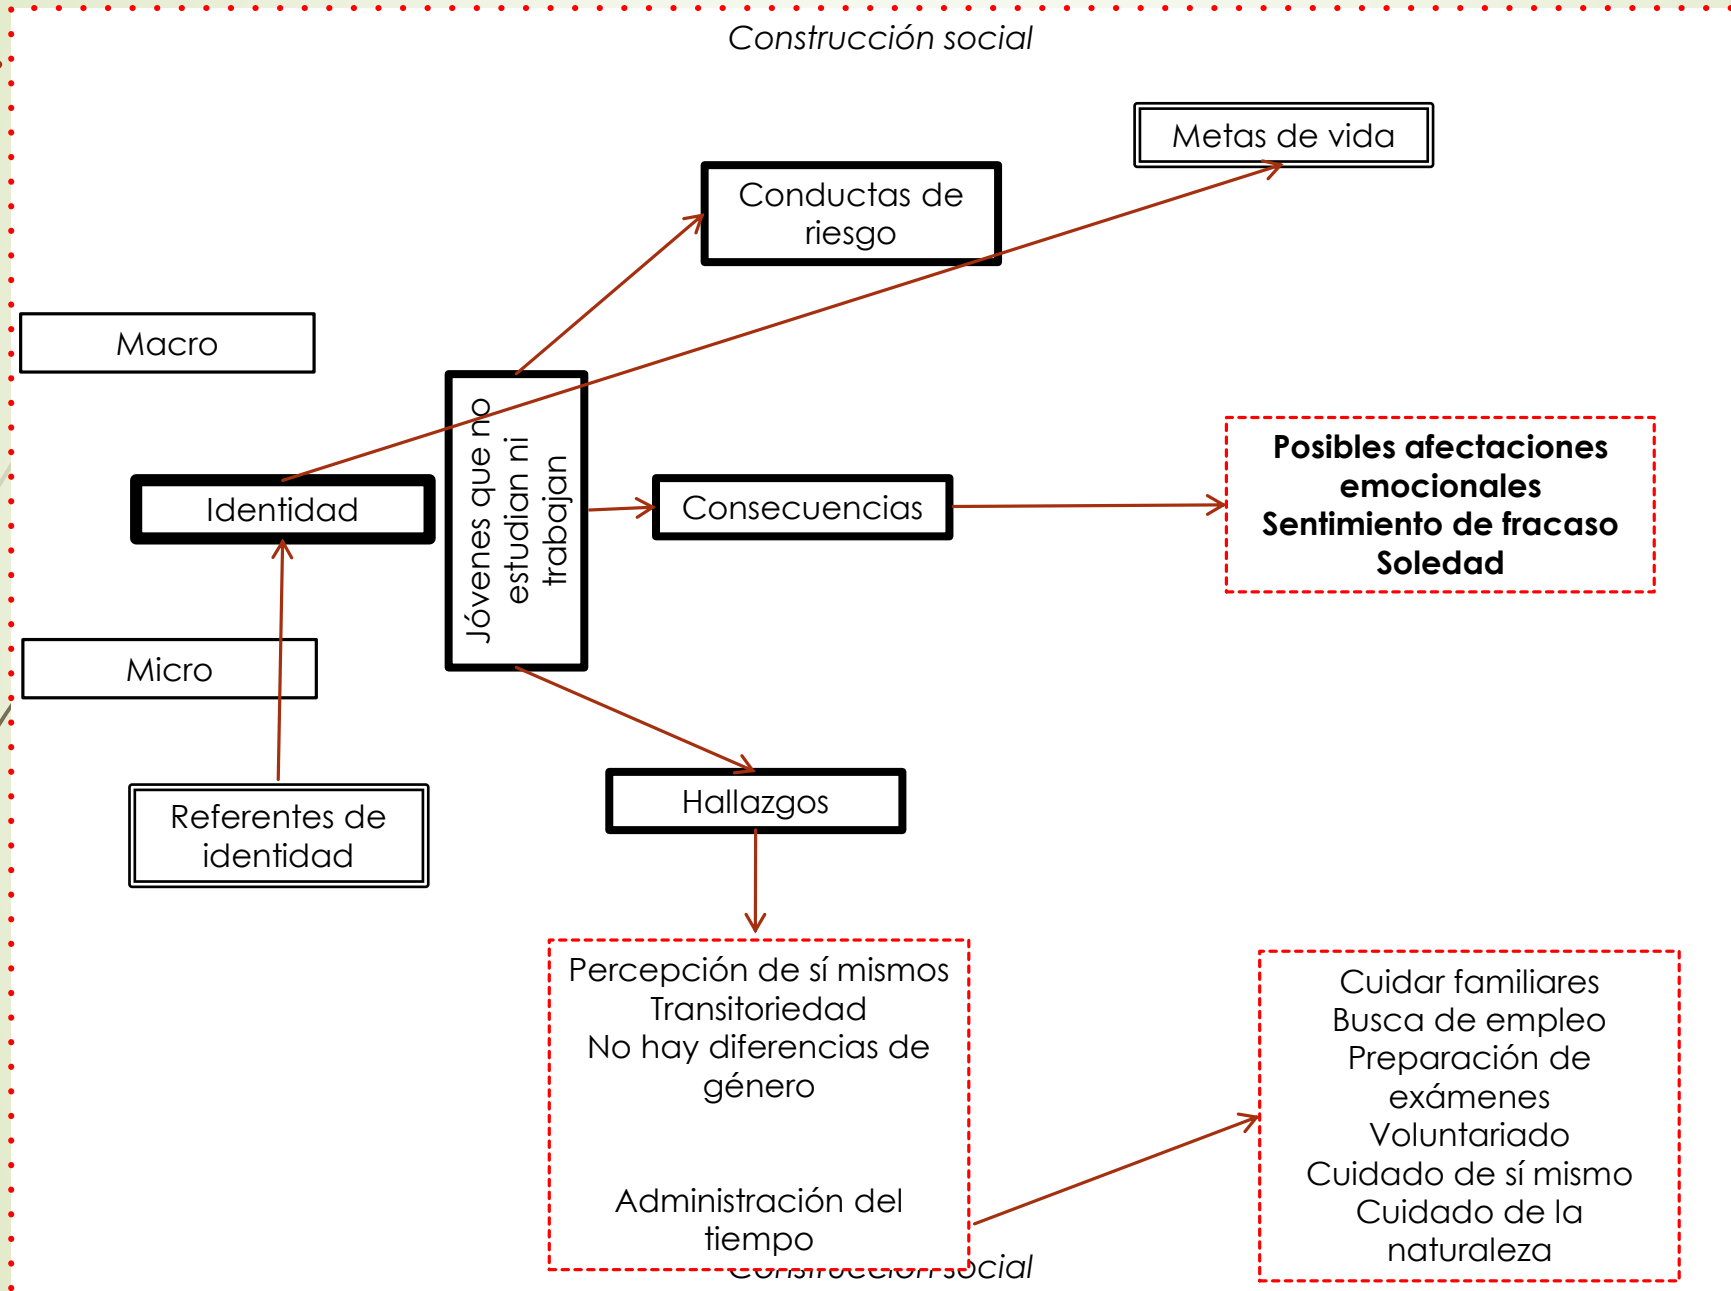 Construcción social
Metas de vida
Conductas de
riesgo
Macro
Jóvenes que no
estudian ni
trabajan
Identidad
Consecuencias
Posibles afectaciones
emocionales
Sentimiento de fracaso
Soledad
Micro
Referentes de
identidad
Hallazgos
Percepción de sí mismos
Transitoriedad
No hay diferencias de
género
Administración del
tiempo
Cuidar familiares
Busca de empleo
Preparación de
exámenes
Voluntariado
Cuidado de sí mismo
Cuidado de la
naturaleza
Construcción social